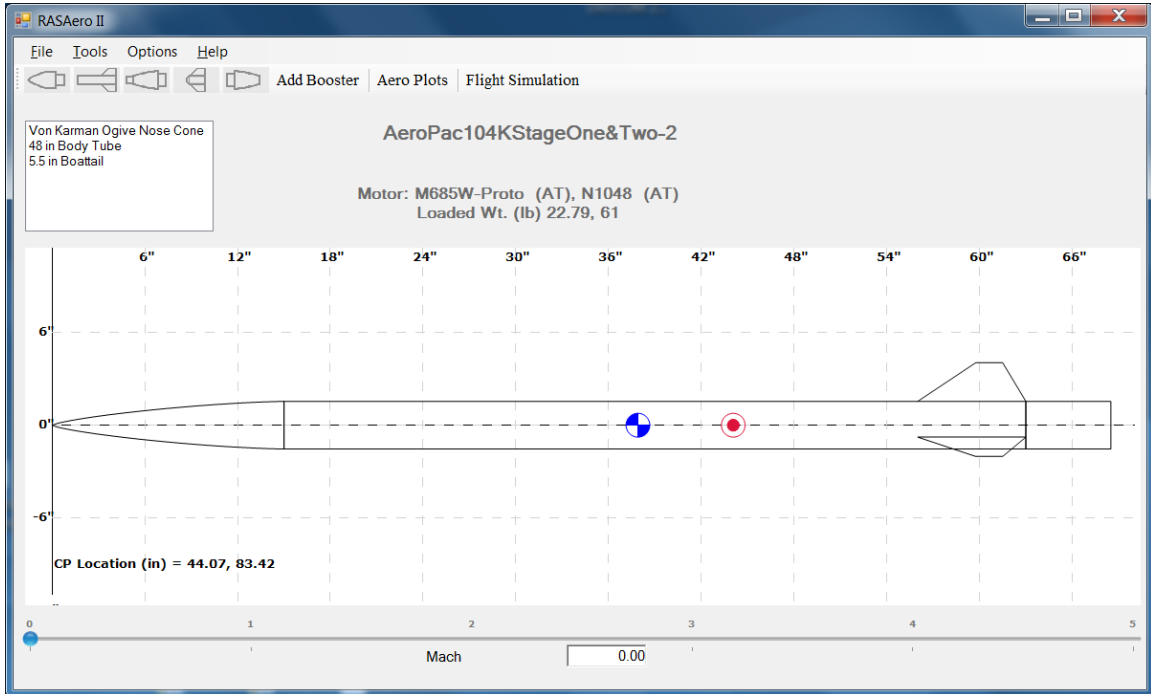 RASAero II
File Tools Options Help
Add Booster Aero Plots Flight Simulation
Von Karman Ogive Nose Cone
48 in Body Tube
5.5 in Boattail
AeroPac104KStageOne&Two-2
Motor: M685W-Proto (AT), N1048 (AT)
Loaded Wt. (lb) 22.79, 61
6" 12" 18" 24" 30" 36" 42" 48" 54" 60" 66"
6"
0"
-6"
CP Location (in) = 44.07, 83.42
0 1 2 3 4 5
Mach 0.00